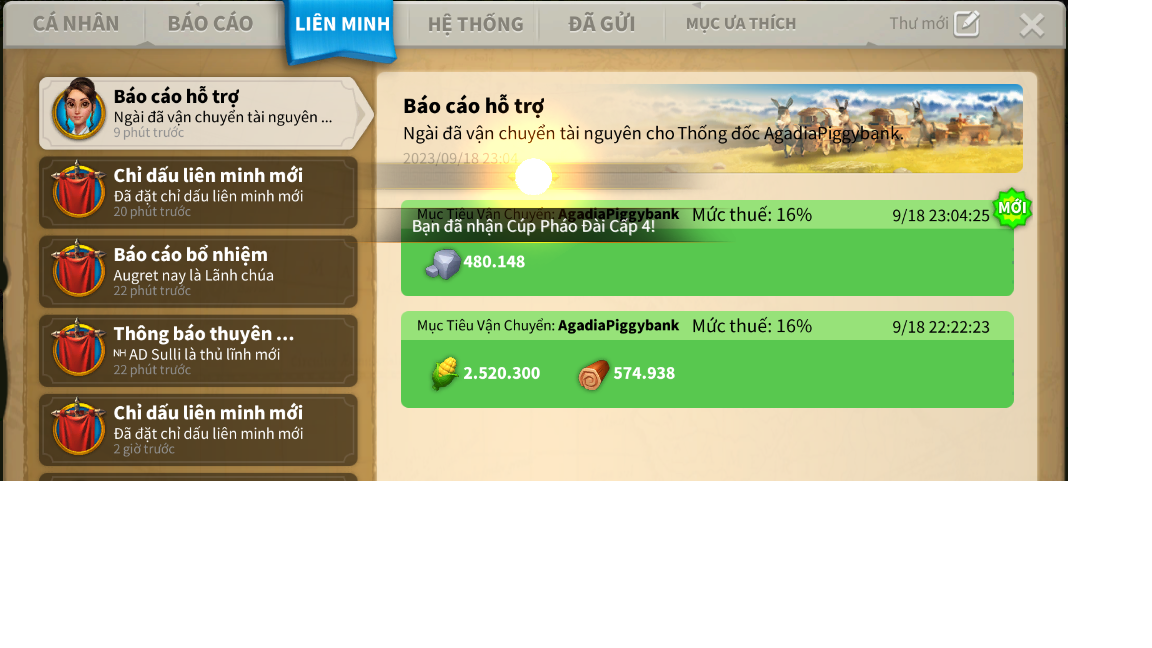 CÁ NHÂN BÁO CÁO LIÊN MINH HỆ THỐNG ĐÃ GỬI MỤC ƯA THÍCH Thư mới
Báo cáo hỗ trợ
Ngài đã vận chuyển tài nguyên ...
9 phút trước
Chỉ dấu liên minh mới
Đã đặt chỉ dấu liên minh mới
20 phút trước
Báo cáo bổ nhiệm
Augret nay là Lãnh chúa
22 phút trước
Thông báo thuyên ...
ᴺᴴ AD Sulli là thủ lĩnh mới
22 phút trước
Chỉ dấu liên minh mới
Đã đặt chỉ dấu liên minh mới
2 giờ trước
Báo cáo hỗ trợ
Ngài đã vận chuyển tài nguyên cho Thống đốc AgadiaPiggybank.
2023/09/18 23:04
MỚI
Mục Tiêu Vận Chuyển: AgadiaPiggybank Mức thuế: 16% 9/18 23:04:25
Bạn đã nhận Cúp Pháo Đài Cấp 4!
480.148
Mục Tiêu Vận Chuyển: AgadiaPiggybank Mức thuế: 16% 9/18 22:22:23
2.520.300 574.938